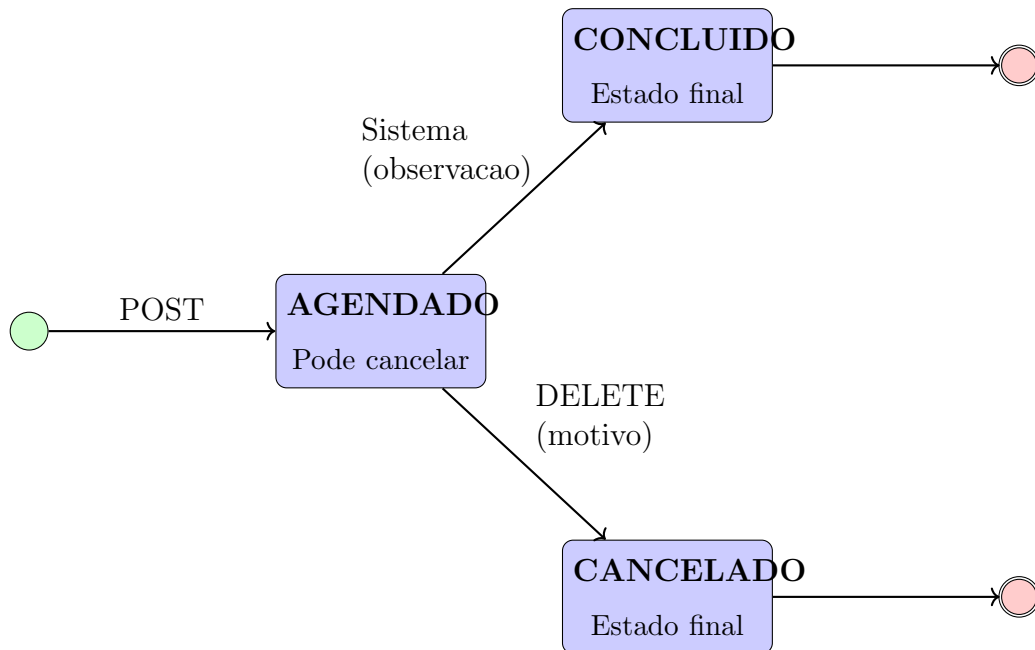 CONCLUIDO
Estado final
Sistema
(observacao)
POST
AGENDADO
Pode cancelar
DELETE
(motivo)
CANCELADO
Estado final